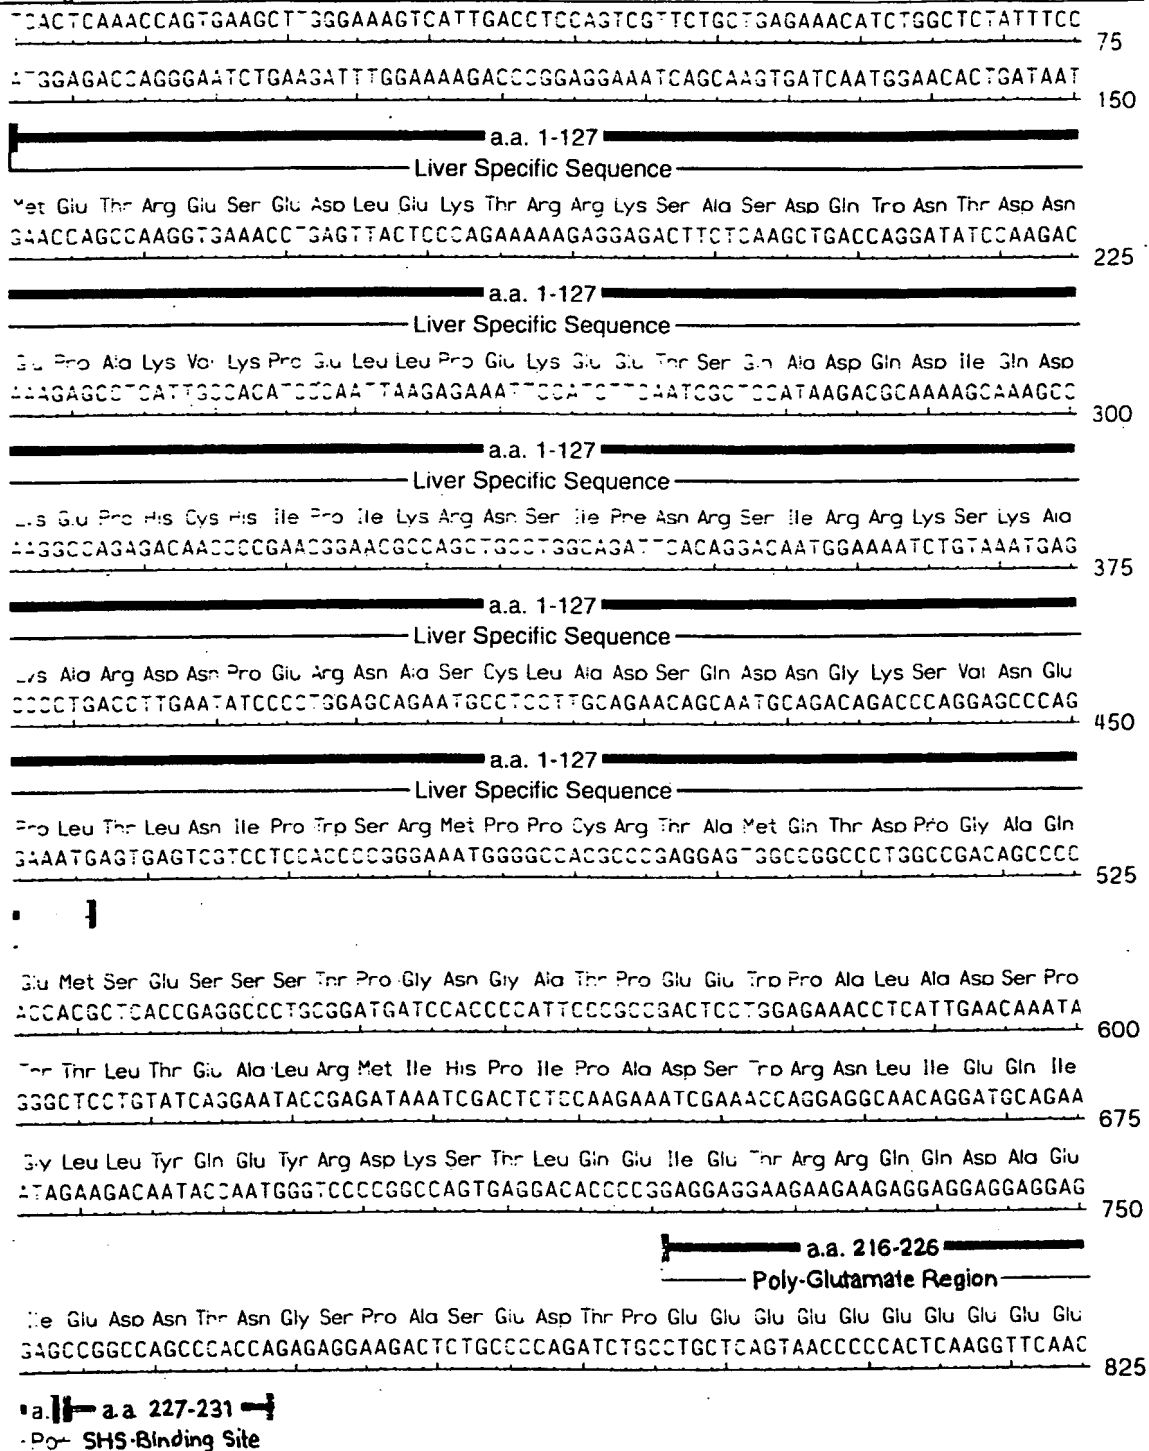 TCACTCAAACCAGTGAAGCTTGGGAAAGTCATTGACCTCCAGTCGTTCTGCTGAGAAACATCTGGCTCTATTTCC 75
ATGGAGACCAGGGAATCTGAAGATTTGGAAAAGACCCGGAGGAAATCAGCAAGTGATCAATGGAACACTGATAAT 150
a.a. 1-127
Liver Specific Sequence
Met Glu Thr Arg Glu Ser Glu Asp Leu Glu Lys Thr Arg Arg Lys Ser Ala Ser Asp Gln Trp Asn Thr Asp Asn
GAACCAGCCAAGGTGAAACCTGAGTTACTCCCAGAAAAAGAGGAGACTTCTCAAGCTGACCAGGATATCCAAGAC 225
a.a. 1-127
Liver Specific Sequence
Glu Pro Ala Lys Val Lys Pro Glu Leu Leu Pro Glu Lys Glu Glu Thr Ser Gln Ala Asp Gln Asp Ile Gln Asp
AAAGAGCCTCATTGCCACATCCCAATTAAGAGAAATTCCATCTTCAATCGCTCCATAAGACGCAAAAGCAAAGCC 300
a.a. 1-127
Liver Specific Sequence
Lys Glu Pro His Cys His Ile Pro Ile Lys Arg Asn Ser Ile Phe Asn Arg Ser Ile Arg Arg Lys Ser Lys Ala
AAGGCCAGAGACAACCCCGAACGGAACGCCAGCTGCCTGGCAGATTCACAGGACAATGGAAAATCTGTAAATGAG 375
a.a. 1-127
Liver Specific Sequence
Lys Ala Arg Asp Asn Pro Glu Arg Asn Ala Ser Cys Leu Ala Asp Ser Gln Asp Asn Gly Lys Ser Val Asn Glu
CCCCTGACCTTGAATATCCCCTGGAGCAGAATGCCTCCTTGCAGAACAGCAATGCAGACAGACCCAGGAGCCCAG 450
a.a. 1-127
Liver Specific Sequence
Pro Leu Thr Leu Asn Ile Pro Trp Ser Arg Met Pro Pro Cys Arg Thr Ala Met Gln Thr Asp Pro Gly Ala Gln
GAAATGAGTGAGTCGTCCTCCACCCCGGGAAATGGGGCCACGCCCGAGGAGTGGCCGGCCCTGGCCGACAGCCCC 525
Glu Met Ser Glu Ser Ser Ser Thr Pro Gly Asn Gly Ala Thr Pro Glu Glu Trp Pro Ala Leu Ala Asp Ser Pro
ACCACGCTCACCGAGGCCCTGCGGATGATCCACCCCATTCCCGCCGACTCCTGGAGAAACCTCATTGAACAAATA 600
Thr Thr Leu Thr Glu Ala Leu Arg Met Ile His Pro Ile Pro Ala Asp Ser Trp Arg Asn Leu Ile Glu Gln Ile
GGGCTCCTGTATCAGGAATACCGAGATAAATCGACTCTCCAAGAAATCGAAACCAGGAGGCAACAGGATGCAGAA 675
Gly Leu Leu Tyr Gln Glu Tyr Arg Asp Lys Ser Thr Leu Gln Glu Ile Glu Thr Arg Arg Gln Gln Asp Ala Glu
ATAGAAGACAATACCAATGGGTCCCCGGCCAGTGAGGACACCCCGGAGGAGGAAGAAGAAGAGGAGGAGGAGGAG 750
a.a. 216-226
Poly-Glutamate Region
Ile Glu Asp Asn Thr Asn Gly Ser Pro Ala Ser Glu Asp Thr Pro Glu Glu Glu Glu Glu Glu Glu Glu Glu Glu
GAGCCGGCCAGCCCACCAGAGAGGAAGACTCTGCCCCAGATCTGCCTGCTCAGTAACCCCCACTCAAGGTTCAAC 825
a. a.a 227-231
Po SHS-Binding Site